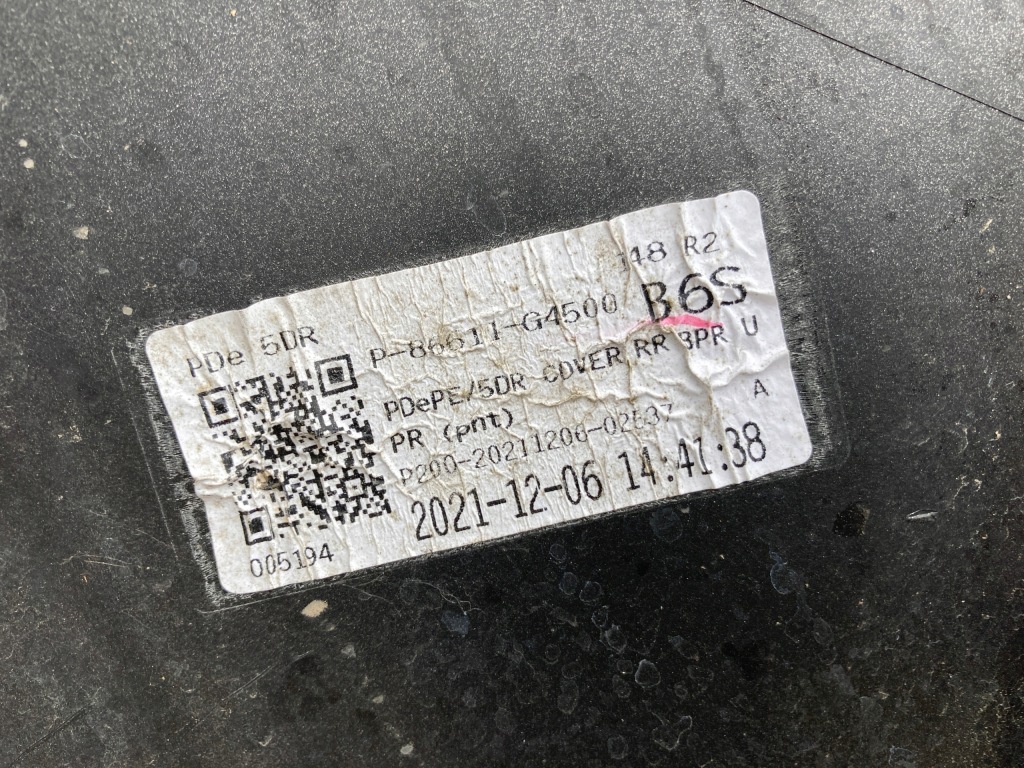 PDe 5DR
148 R2
P-86611-G4500 B6S
PDePE/5DR COVER RR BPR U
PR (pnt) A
P200-20211206-02537
2021-12-06 14:41:38
005194